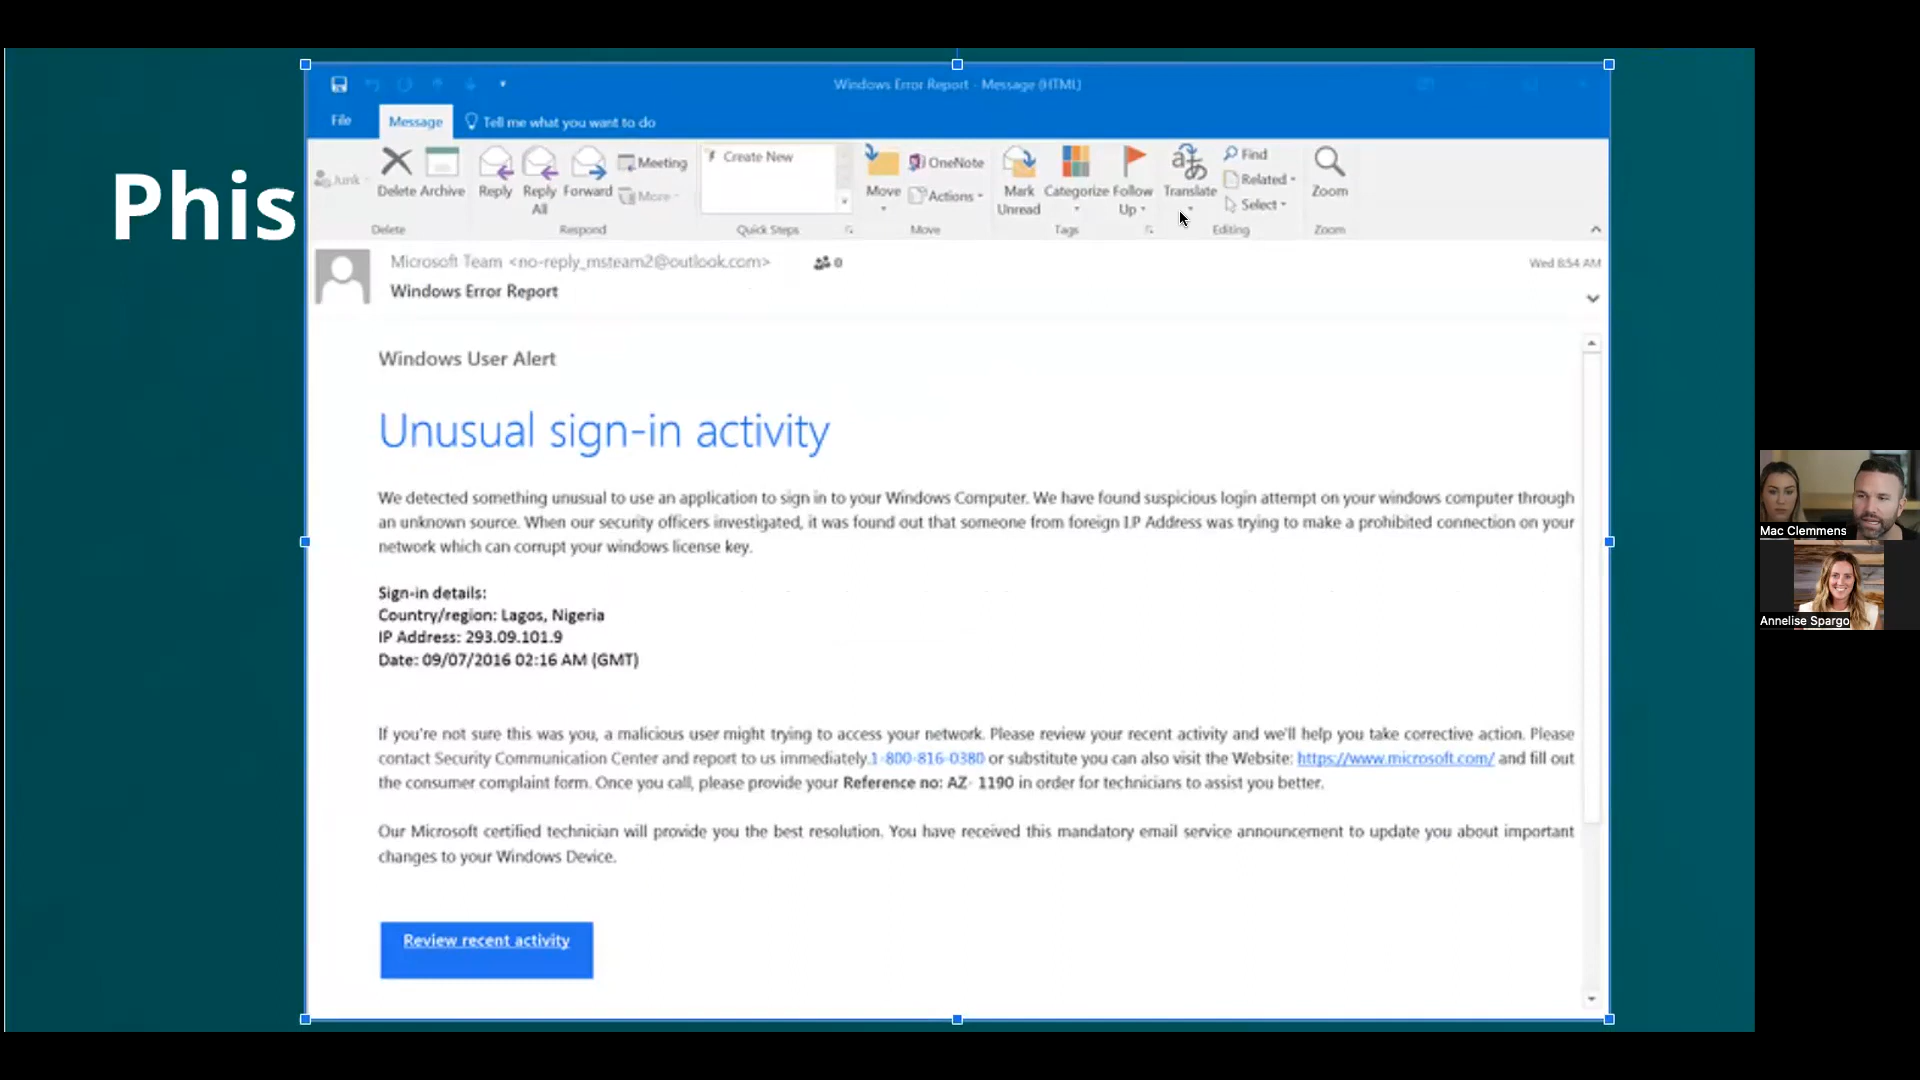 Windows Error Report - Message (HTML)
File
Message
Tell me what you want to do
Phis
Junk
Delete
Archive
Reply
Reply All
Forward
Meeting
More
Create New
Move
OneNote
Actions
Mark Unread
Categorize
Follow Up
Translate
Find
Related
Select
Zoom
Delete
Respond
Quick Steps
Move
Tags
Editing
Zoom
Microsoft Team <no-reply_msteam2@outlook.com>
0
Wed 8:54 AM
Windows Error Report
Windows User Alert
Unusual sign-in activity
We detected something unusual to use an application to sign in to your Windows Computer. We have found suspicious login attempt on your windows computer through
an unknown source. When our security officers investigated, it was found out that someone from foreign I.P Address was trying to make a prohibited connection on your
network which can corrupt your windows license key.
Sign-in details:
Country/region: Lagos, Nigeria
IP Address: 293.09.101.9
Date: 09/07/2016 02:16 AM (GMT)
If you're not sure this was you, a malicious user might trying to access your network. Please review your recent activity and we'll help you take corrective action. Please
contact Security Communication Center and report to us immediately.1-800-816-0380 or substitute you can also visit the Website: https://www.microsoft.com/ and fill out
the consumer complaint form. Once you call, please provide your Reference no: AZ- 1190 in order for technicians to assist you better.
Our Microsoft certified technician will provide you the best resolution. You have received this mandatory email service announcement to update you about important
changes to your Windows Device.
Review recent activity
Mac Clemmens
Annelise Spargo